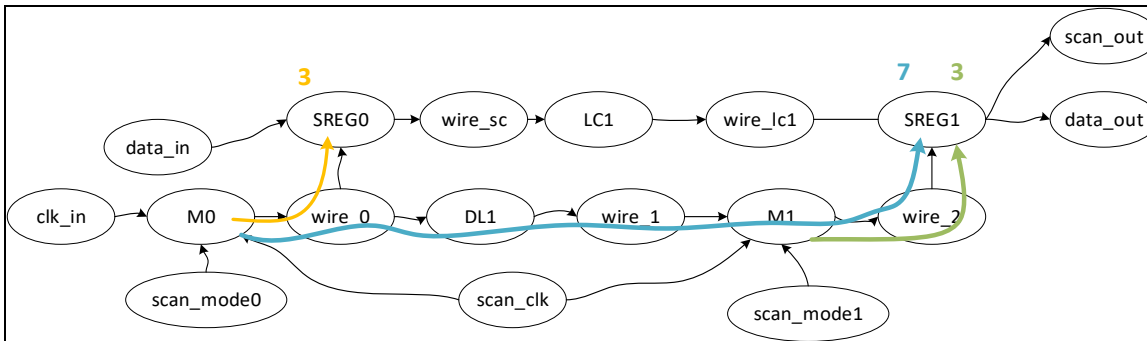 scan_out
3
7
3
SREG0
wire_sc
LC1
wire_lc1
SREG1
data_out
data_in
clk_in
M0
wire_0
DL1
wire_1
M1
wire_2
scan_mode0
scan_clk
scan_mode1